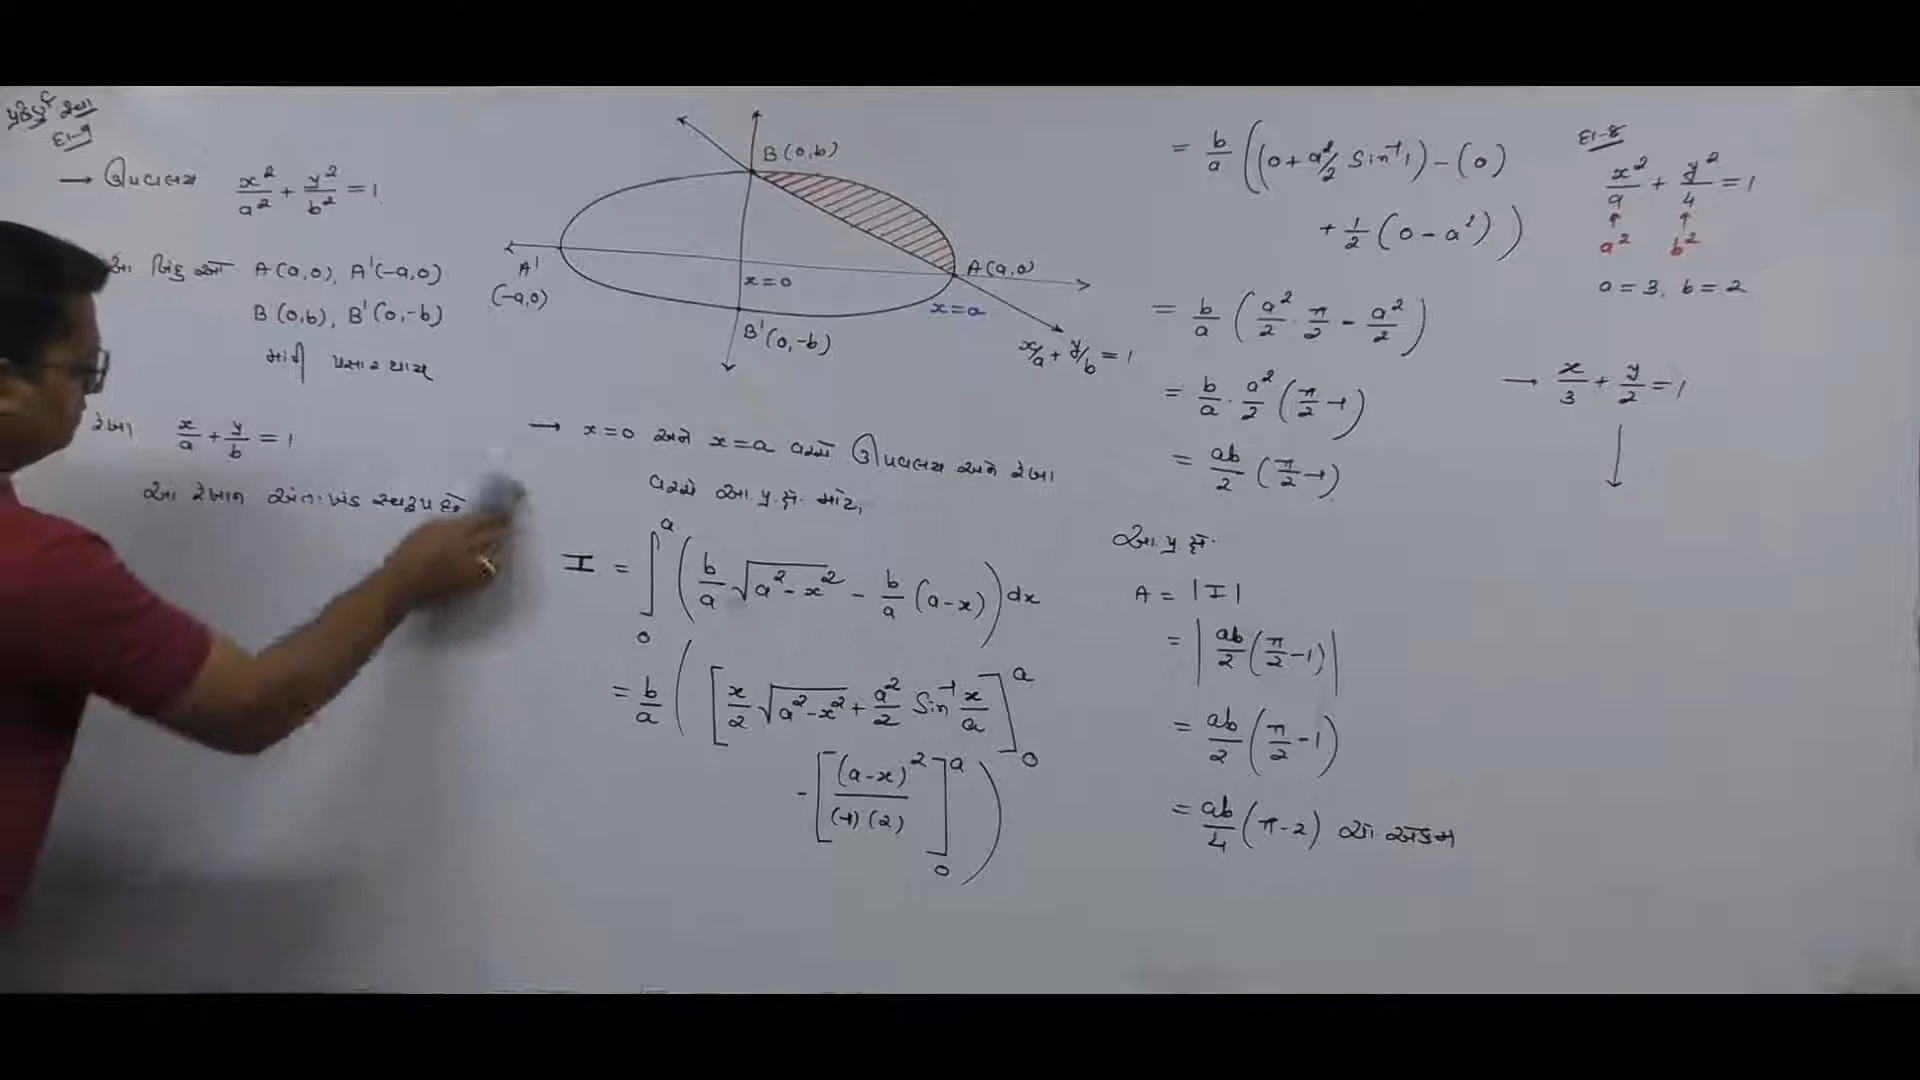 દા-૯
→ ઉપવલય x²/a² + y²/b² = 1
આ બિંદુઓ A(a,0), A'(-a,0)
B(0,b), B'(0,-b)
માંથી પસાર થાય
રેખા x/a + y/b = 1
આ રેખાનું અંતઃખંડ સ્વરૂપ છે.
B(0,b)
A'
(-a,0)
x=0
A(a,0)
x=a
B'(0,-b)
x/a + y/b = 1
→ x=0 અને x=a વચ્ચે ઉપવલય અને રેખા
વચ્ચે આ.પ્ર.ક્ષે. માટે,
I = ∫₀ᵃ (b/a √(a²-x²) - b/a (a-x)) dx
= b/a ( [x/2 √(a²-x²) + a²/2 Sin⁻¹ x/a]₀ᵃ
- [(a-x)²/(-1)(2)]₀ᵃ )
= b/a ((0 + a²/2 Sin⁻¹1) - (0)
+ 1/2 (0 - a²))
= b/a (a²/2 · π/2 - a²/2)
= b/a · a²/2 (π/2 - 1)
= ab/2 (π/2 - 1)
આ.પ્ર.ક્ષે.
A = |I|
= |ab/2 (π/2 - 1)|
= ab/2 (π/2 - 1)
= ab/4 (π - 2) ચો એકમ
દા-8
x²/9 + y²/4 = 1
↑ ↑
a² b²
a = 3, b = 2
→ x/3 + y/2 = 1